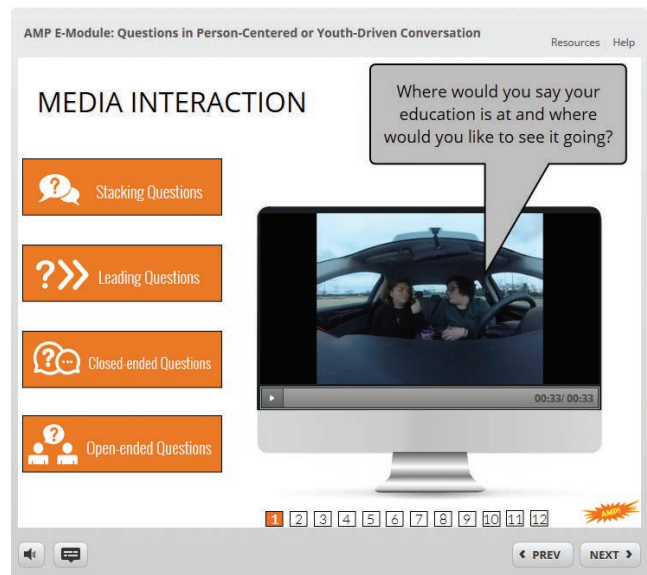 AMP E-Module: Questions in Person-Centered or Youth-Driven Conversation
Resources Help
MEDIA INTERACTION
Where would you say your
education is at and where
would you like to see it going?
Stacking Questions
Leading Questions
Closed-ended Questions
Open-ended Questions
00:33/ 00:33
1 2 3 4 5 6 7 8 9 10 11 12
AMP!
PREV NEXT